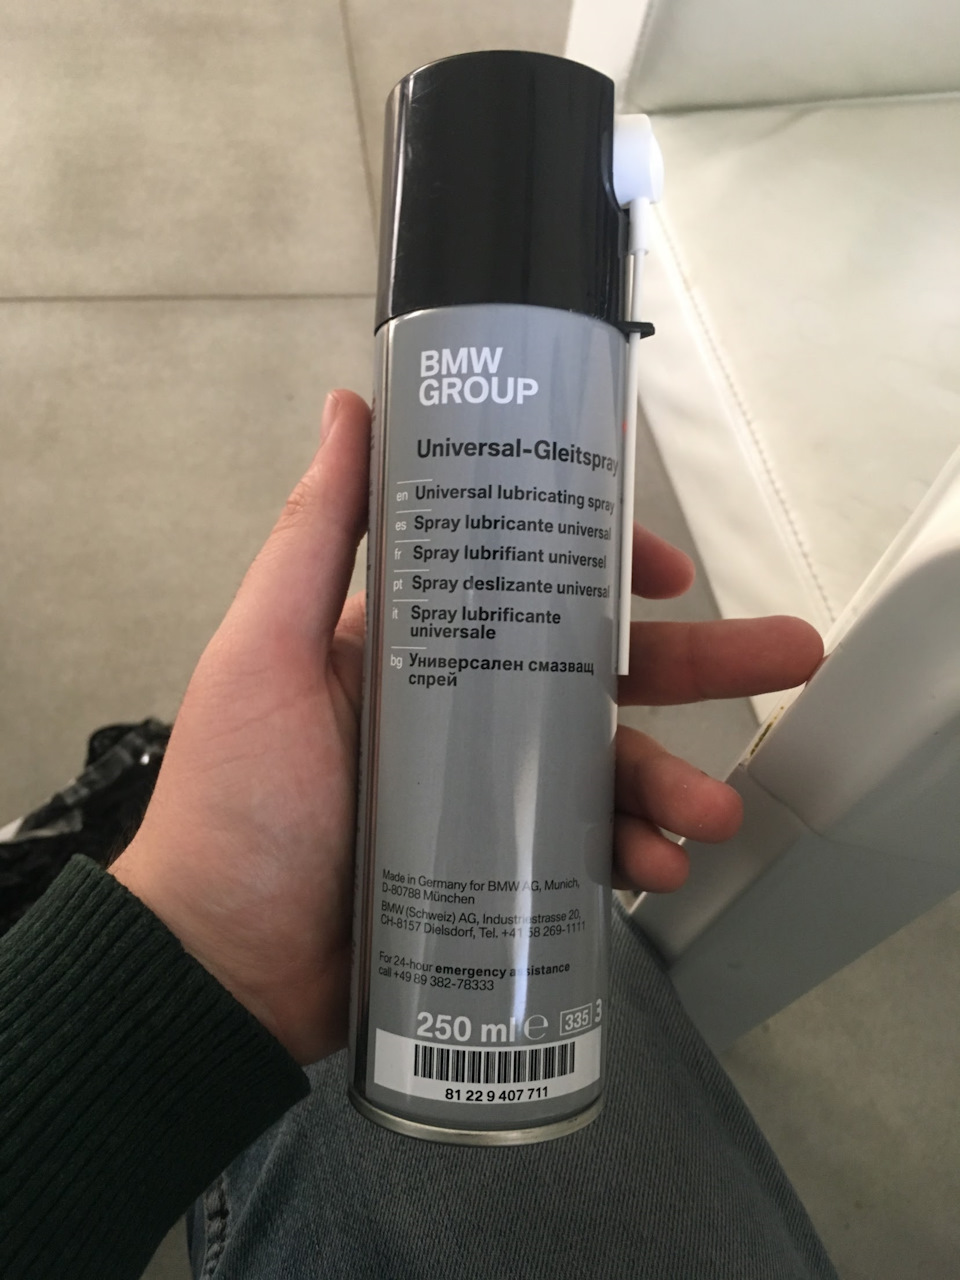 BMW
GROUP
Universal-Gleitspray
en Universal lubricating spray
es Spray lubricante universal
fr Spray lubrifiant universel
pt Spray deslizante universal
it Spray lubrificante
universale
bg Универсален смазващ
спрей
Made in Germany for BMW AG, Munich,
D-80788 München
BMW (Schweiz) AG, Industriestrasse 20,
CH-8157 Dielsdorf, Tel. +41 58 269-1111
For 24-hour emergency assistance
call +49 89 382-78333
250 ml ℮ 335 3
81 22 9 407 711